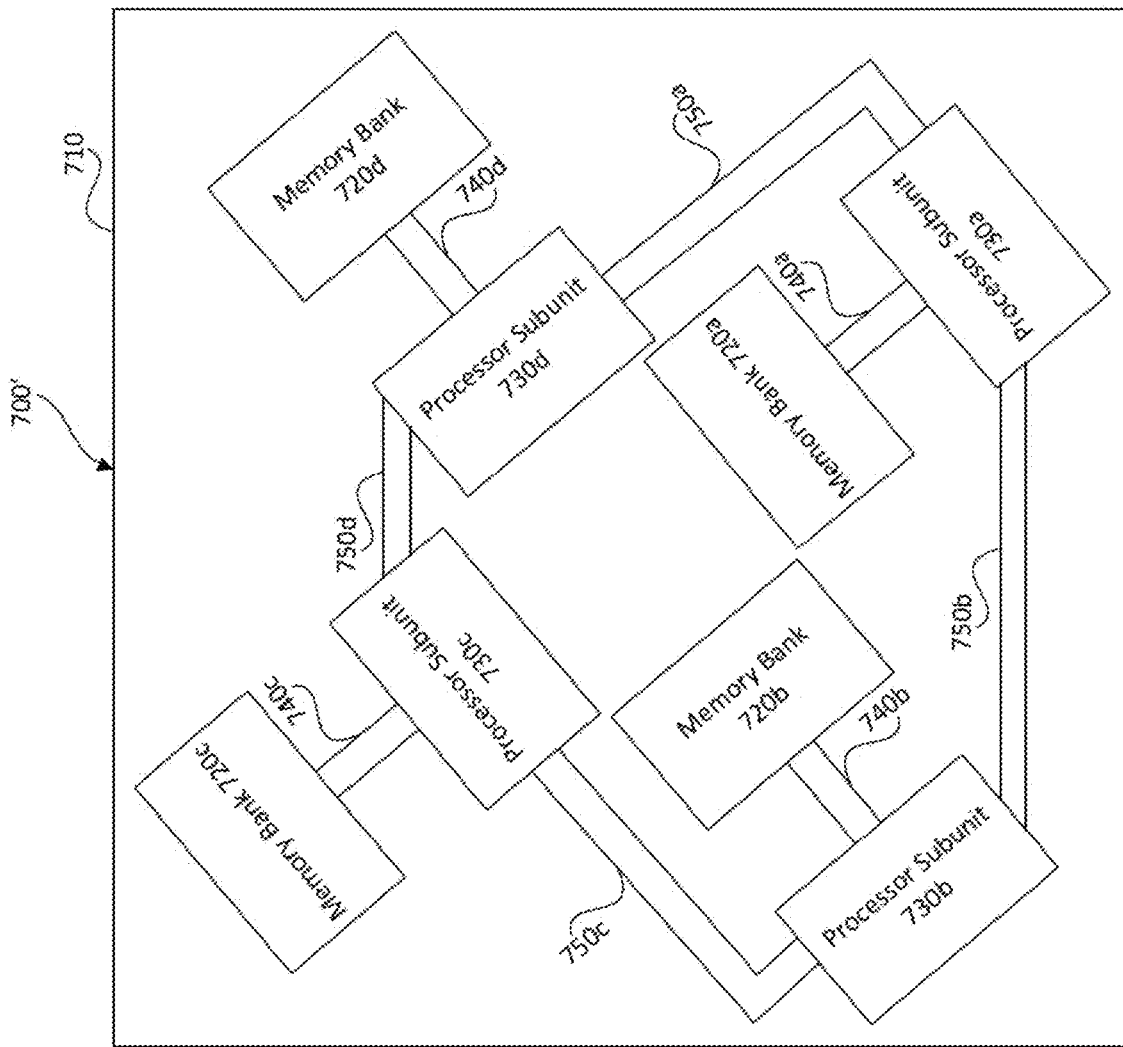 700'
710
Memory Bank
720d
740d
750a
Processor Subunit
730d
750d
Memory Bank 720c
740c
Processor Subunit
730c
Memory Bank 720a
740a
Processor Subunit
730a
Memory Bank
720b
740b
750b
750c
Processor Subunit
730b